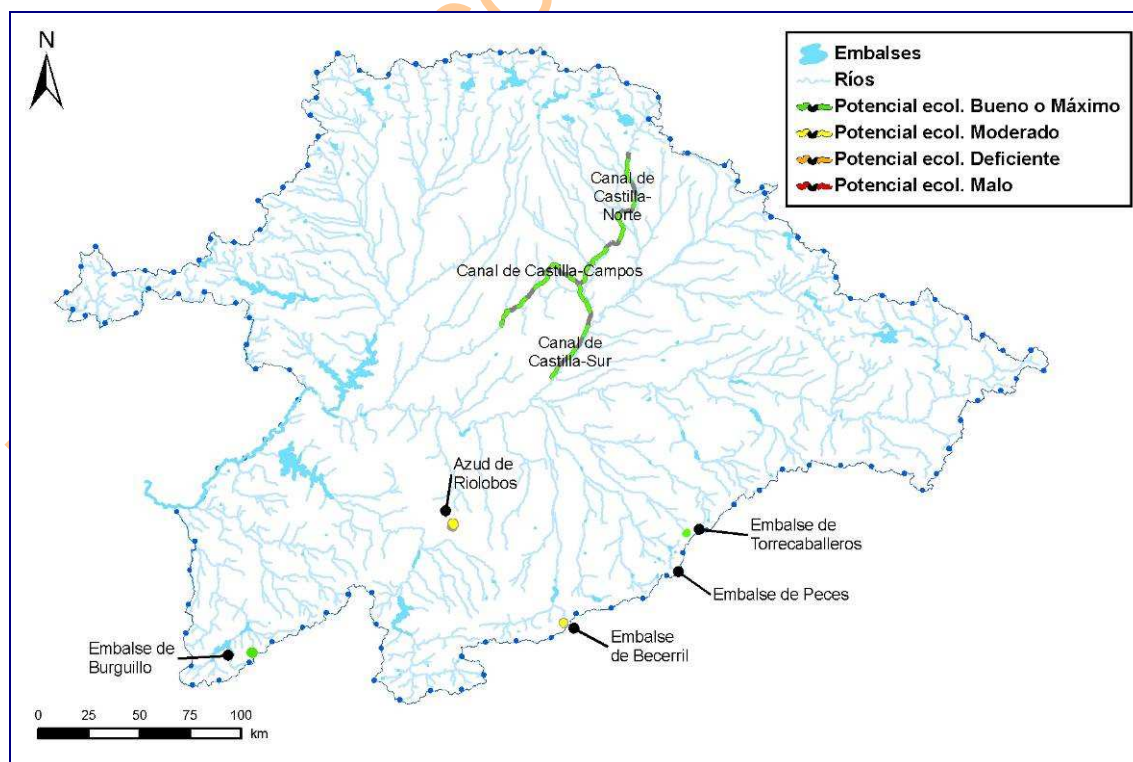 N
Embalses
Ríos
Potencial ecol. Bueno o Máximo
Potencial ecol. Moderado
Potencial ecol. Deficiente
Potencial ecol. Malo
Canal de
Castilla-
Norte
Canal de Castilla-Campos
Canal de
Castilla-Sur
Azud de
Riolobos
Embalse de
Torrecaballeros
Embalse de Peces
Embalse
de Becerril
Embalse de
Burguillo
0 25 50 75 100
km